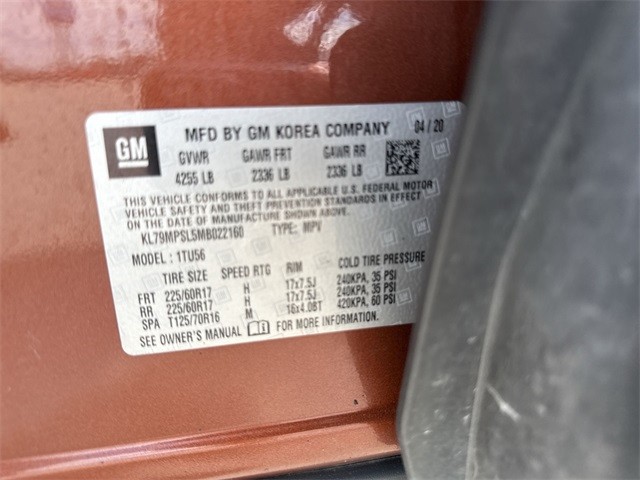 GM
MFD BY GM KOREA COMPANY 04 / 20
GVWR GAWR FRT GAWR RR
4255 LB 2336 LB 2336 LB
THIS VEHICLE CONFORMS TO ALL APPLICABLE U.S. FEDERAL MOTOR
VEHICLE SAFETY AND THEFT PREVENTION STANDARDS IN EFFECT
ON THE DATE OF MANUFACTURE SHOWN ABOVE.
KL79MPSL5MB022160 TYPE: MPV
MODEL : 1TU56
TIRE SIZE SPEED RTG RIM COLD TIRE PRESSURE
FRT 225/60R17 H 17x7.5J 240KPA, 35 PSI
RR 225/60R17 H 17x7.5J 240KPA, 35 PSI
SPA T125/70R16 M 16x4.0BT 420KPA, 60 PSI
SEE OWNER'S MANUAL FOR MORE INFORMATION.